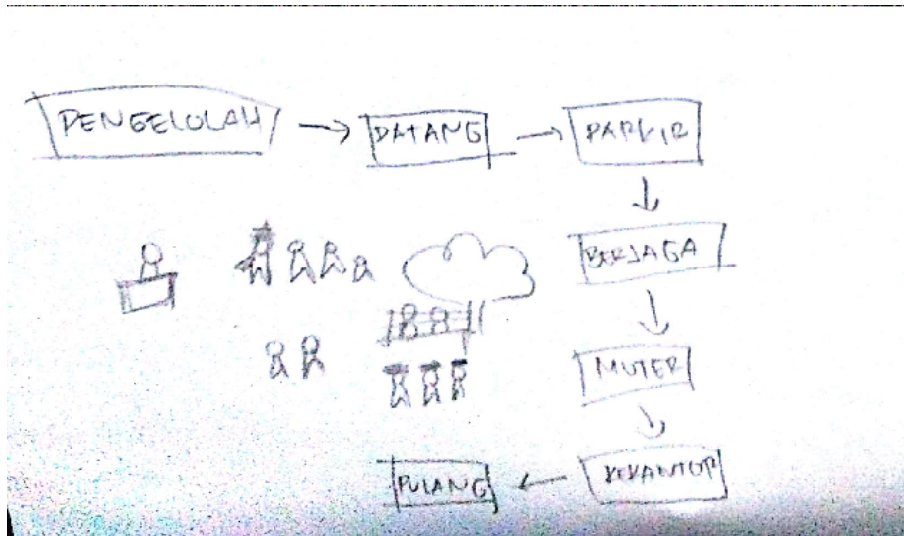 PENGELOLAH
DATANG
PARKIR
BERJAGA
MUTER
KEKANTOR
PULANG